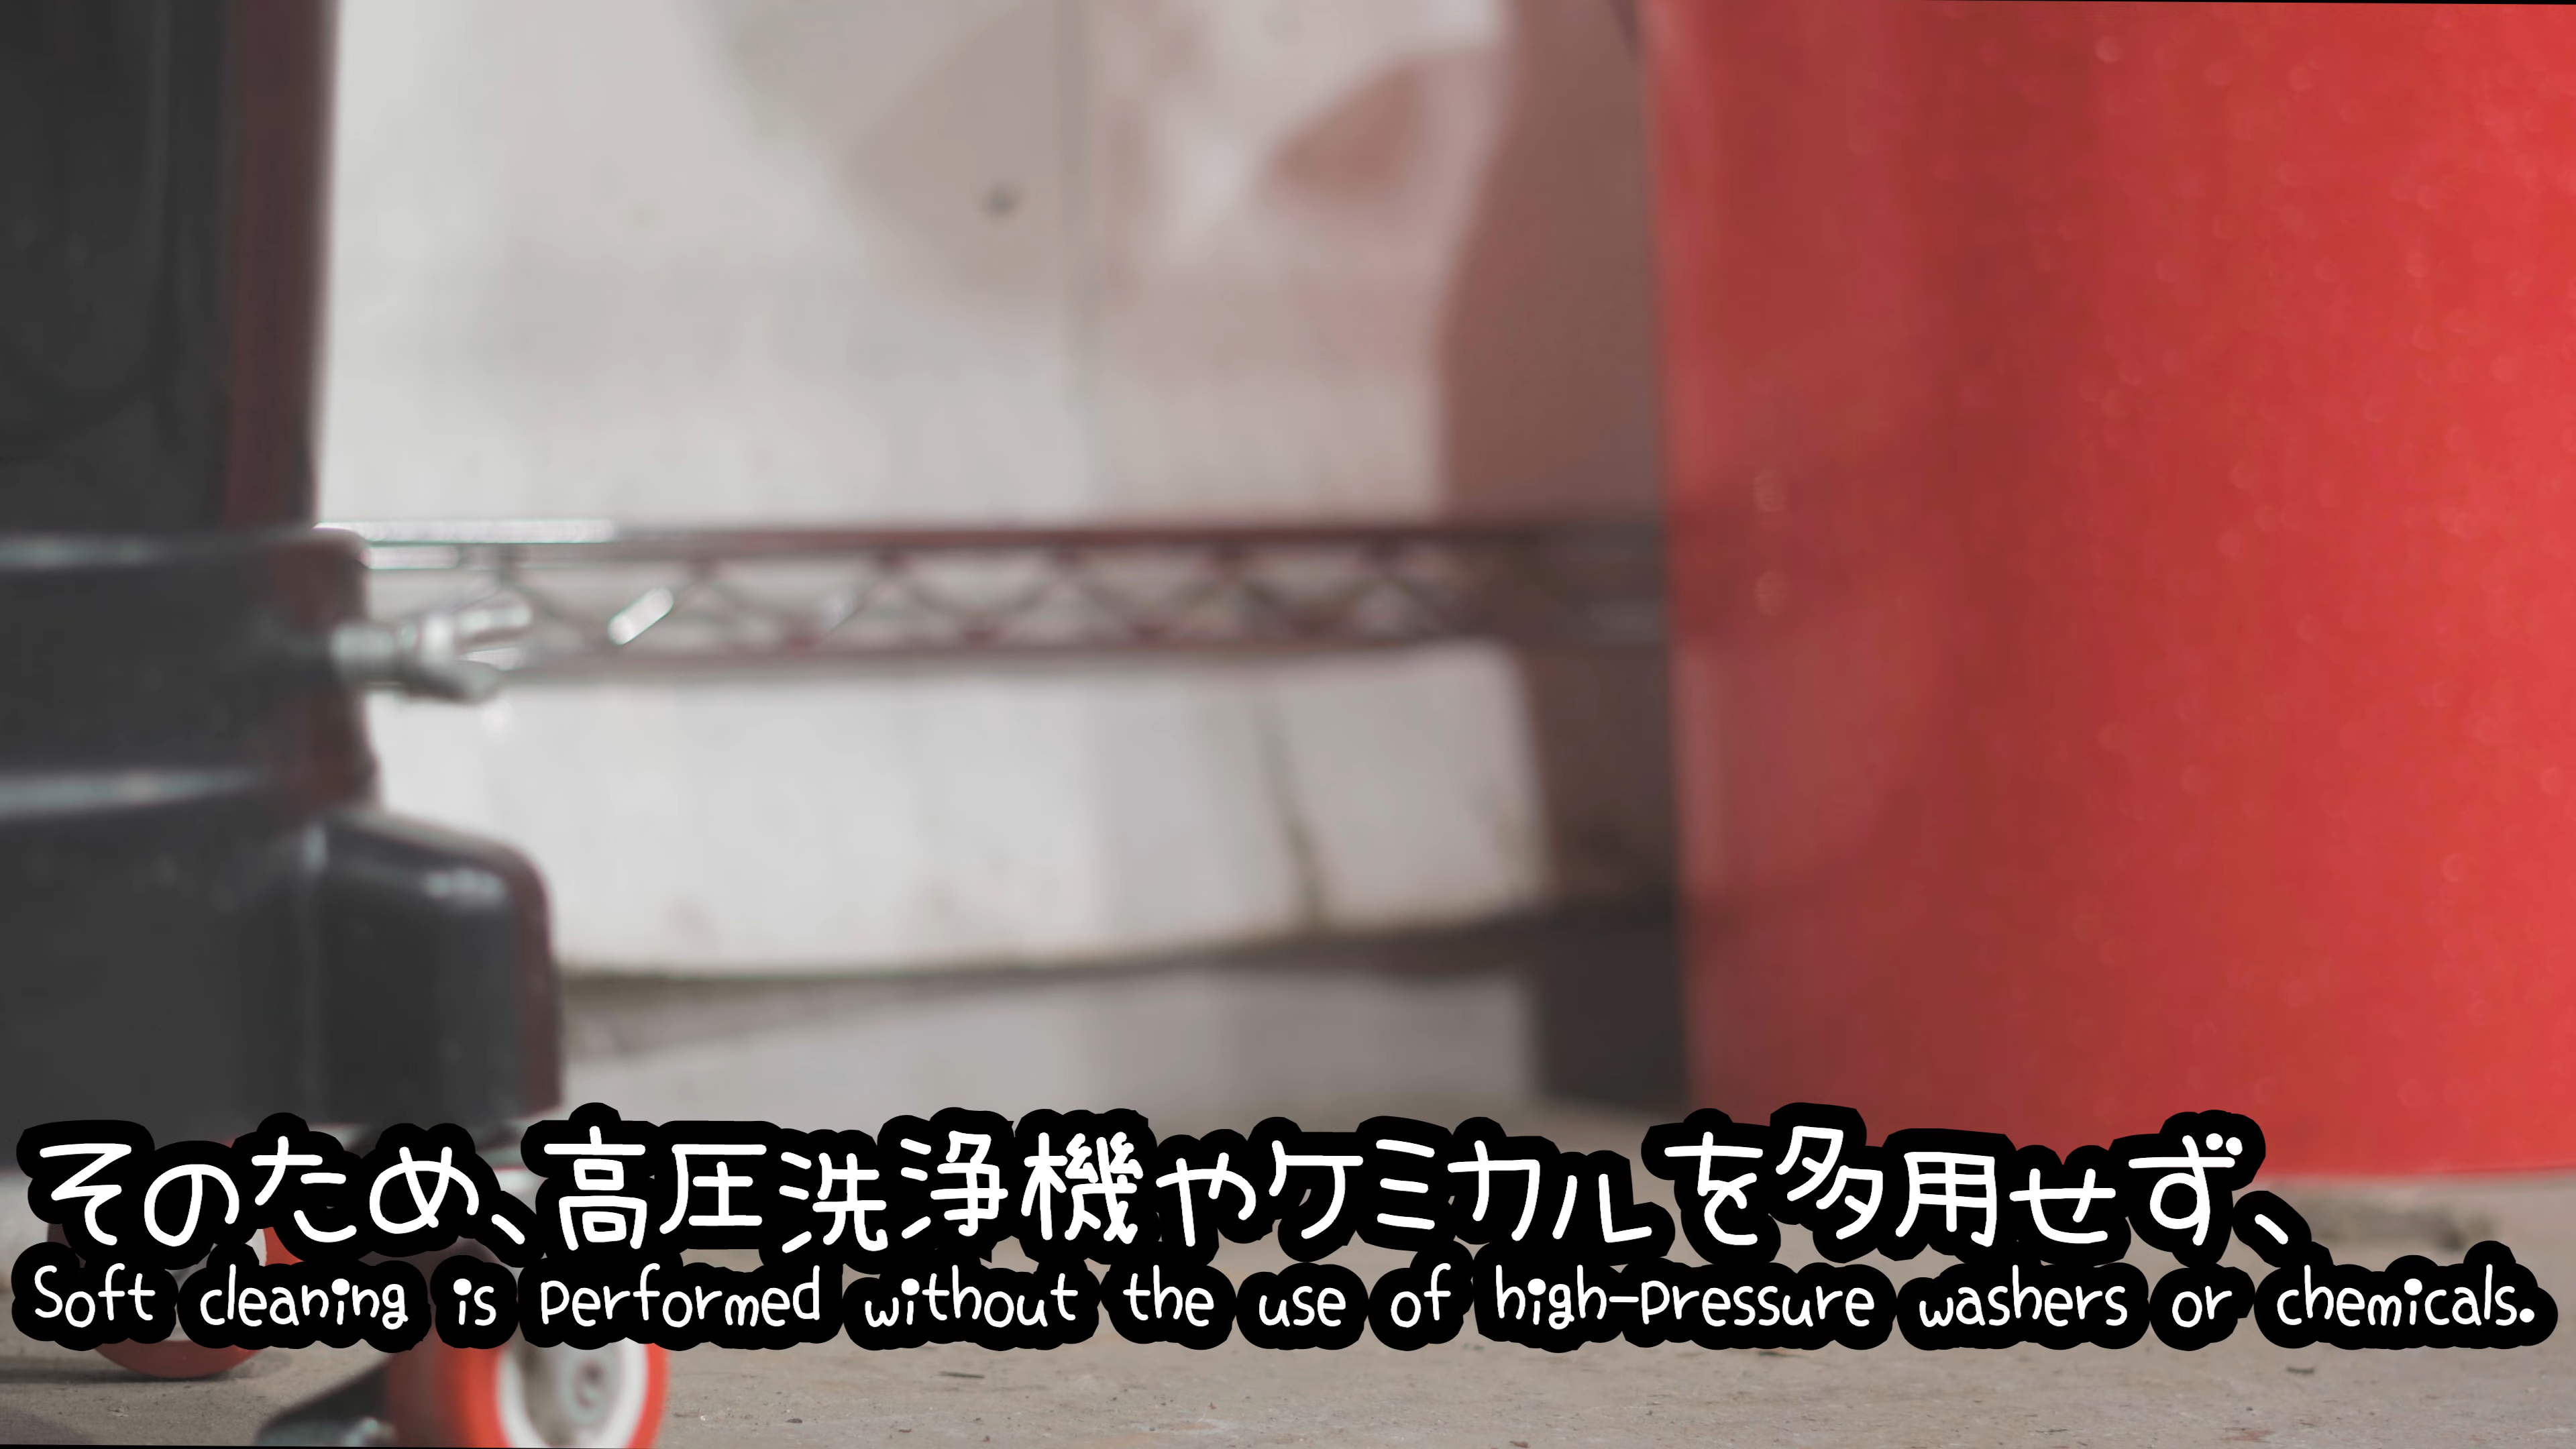 そのため、高圧洗浄機やケミカルを多用せず、
Soft cleaning is performed without the use of high-pressure washers or chemicals.